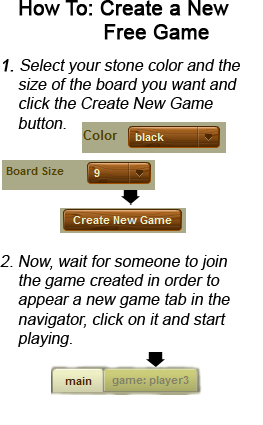 How To: Create a New
Free Game
1. Select your stone color and the
size of the board you want and
click the Create New Game
button.
Color black
Board Size 9
Create New Game
2. Now, wait for someone to join
the game created in order to
appear a new game tab in the
navigator, click on it and start
playing.
main game: player3